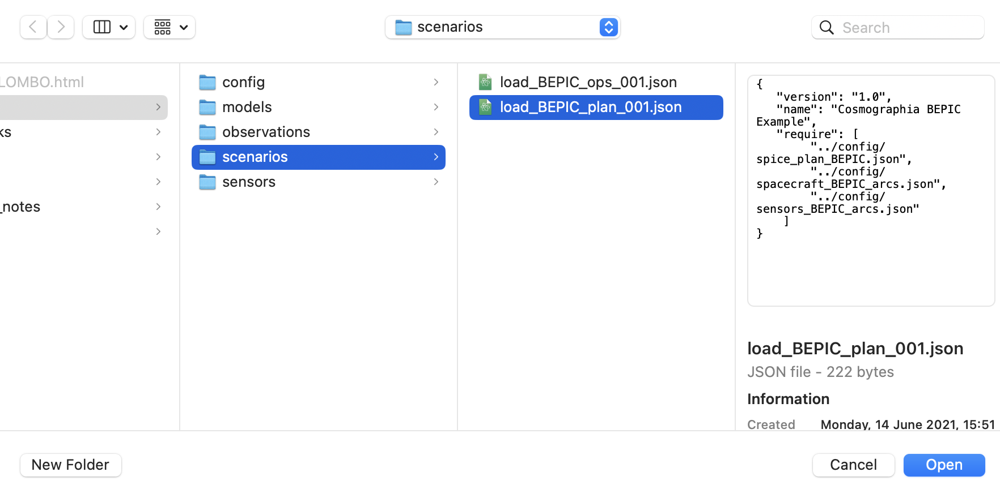 scenarios
Search
LOMBO.html
ks
_notes
config
models
observations
scenarios
sensors
load_BEPIC_ops_001.json
load_BEPIC_plan_001.json
{
"version": "1.0",
"name": "Cosmographia BEPIC
Example",
"require": [
"../config/
spice_plan_BEPIC.json",
"../config/
spacecraft_BEPIC_arcs.json",
"../config/
sensors_BEPIC_arcs.json"
]
}
load_BEPIC_plan_001.json
JSON file - 222 bytes
Information
Created Monday, 14 June 2021, 15:51
New Folder
Cancel
Open